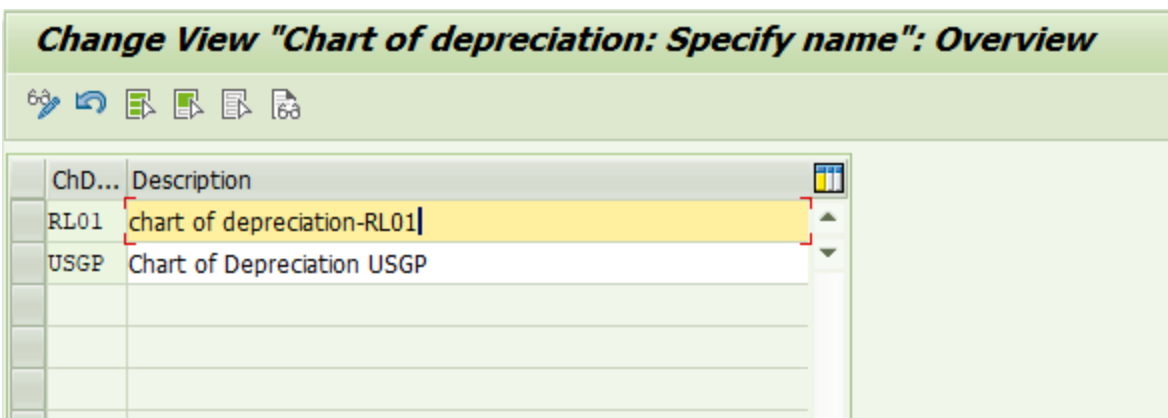 Change View "Chart of depreciation: Specify name": Overview
ChD... Description
RL01 chart of depreciation-RL01
USGP Chart of Depreciation USGP